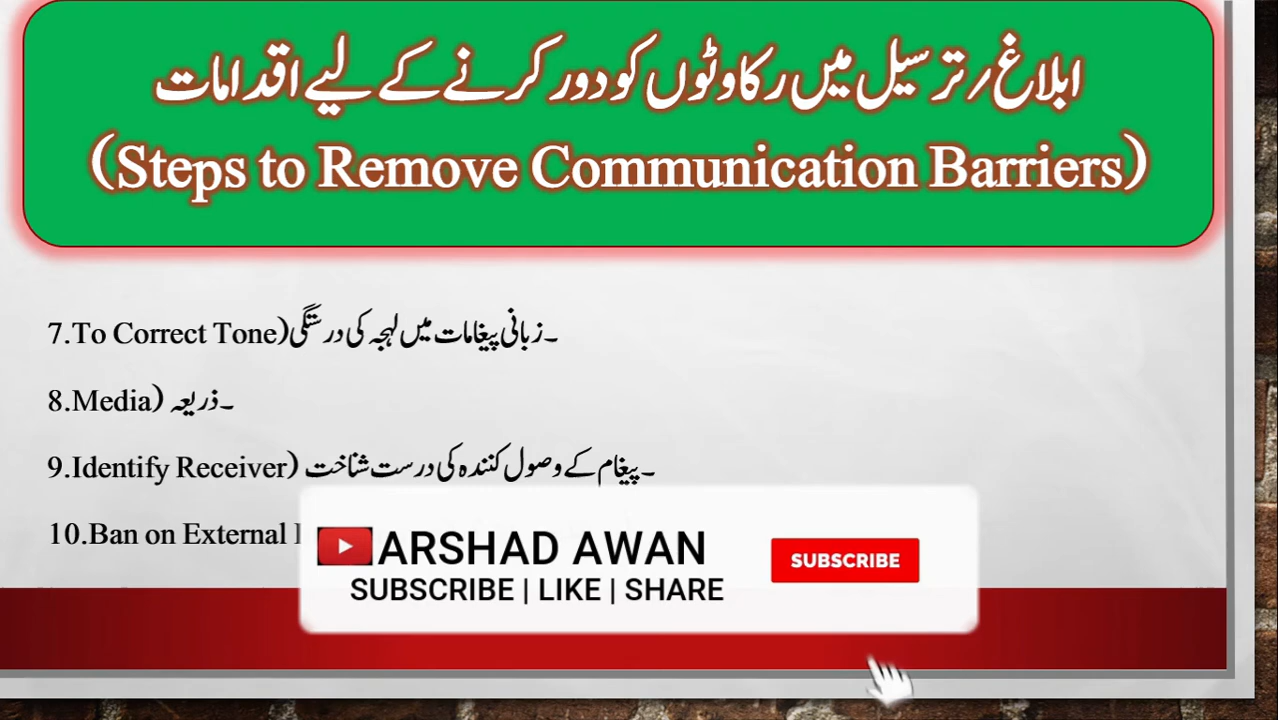 ابلاغ/ترسیل میں رکاوٹوں کو دور کرنے کے لیے اقدامات
(Steps to Remove Communication Barriers)
7.To Correct Tone)زبانی پیغامات میں لہجہ کی درستگی۔
8.Media) ذریعہ۔
9.Identify Receiver) پیغام کے وصول کنندہ کی درست شناخت۔
10.Ban on External
ARSHAD AWAN
SUBSCRIBE | LIKE | SHARE
SUBSCRIBE